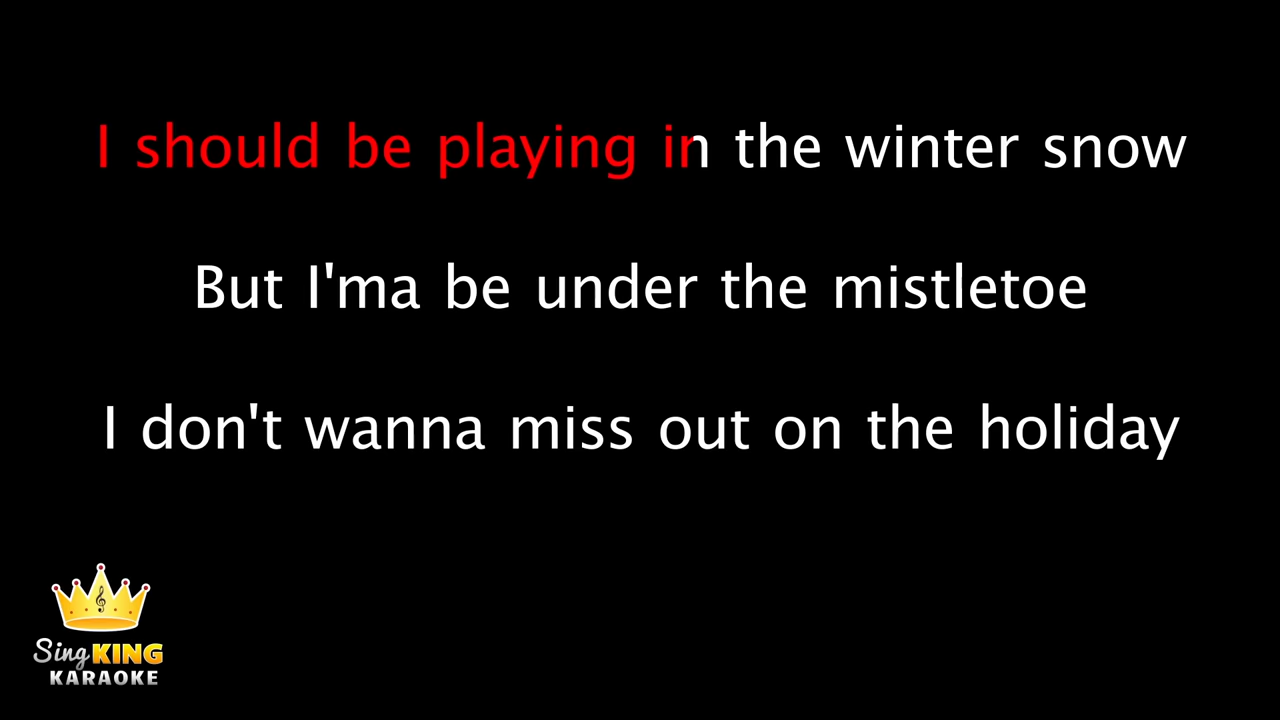 I should be playing in the winter snow
But I'ma be under the mistletoe
I don't wanna miss out on the holiday
Sing KING
KARAOKE